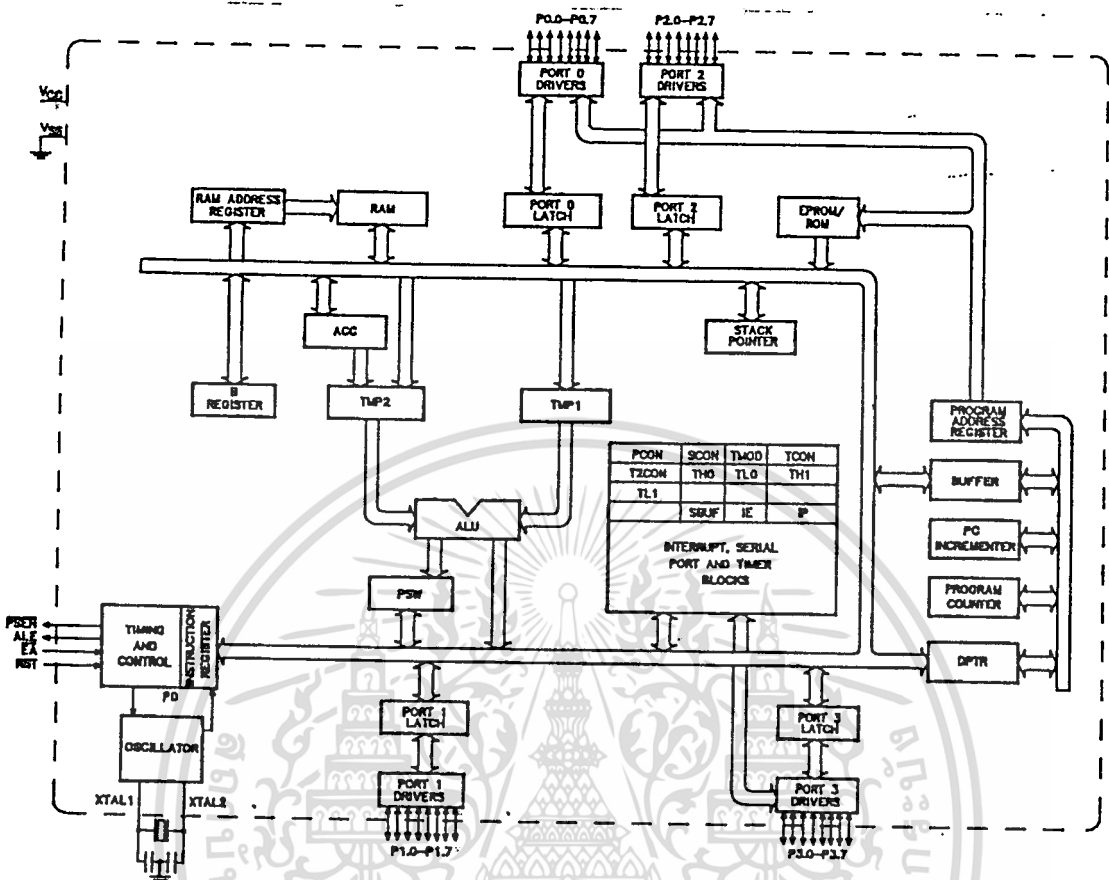 P0.0-P0.7
P2.0-P2.7
PORT 0
DRIVERS
PORT 2
DRIVERS
VCC
VSS
RAM ADDRESS
REGISTER
RAM
PORT 0
LATCH
PORT 2
LATCH
EPROM/
ROM
ACC
STACK
POINTER
B
REGISTER
TMP2
TMP1
PROGRAM
ADDRESS
REGISTER
PCON SCON TMOD TCON
T2CON TH0 TL0 TH1
TL1
SBUF IE IP
INTERRUPT, SERIAL
PORT AND TIMER
BLOCKS
BUFFER
ALU
PC
INCREMENTER
PSW
PROGRAM
COUNTER
PSEN
ALE
EA
RST
TIMING
AND
CONTROL
INSTRUCTION
REGISTER
DPTR
PD
OSCILLATOR
PORT 1
LATCH
PORT 3
LATCH
XTAL1
XTAL2
PORT 1
DRIVERS
PORT 3
DRIVERS
P1.0-P1.7
P3.0-P3.7